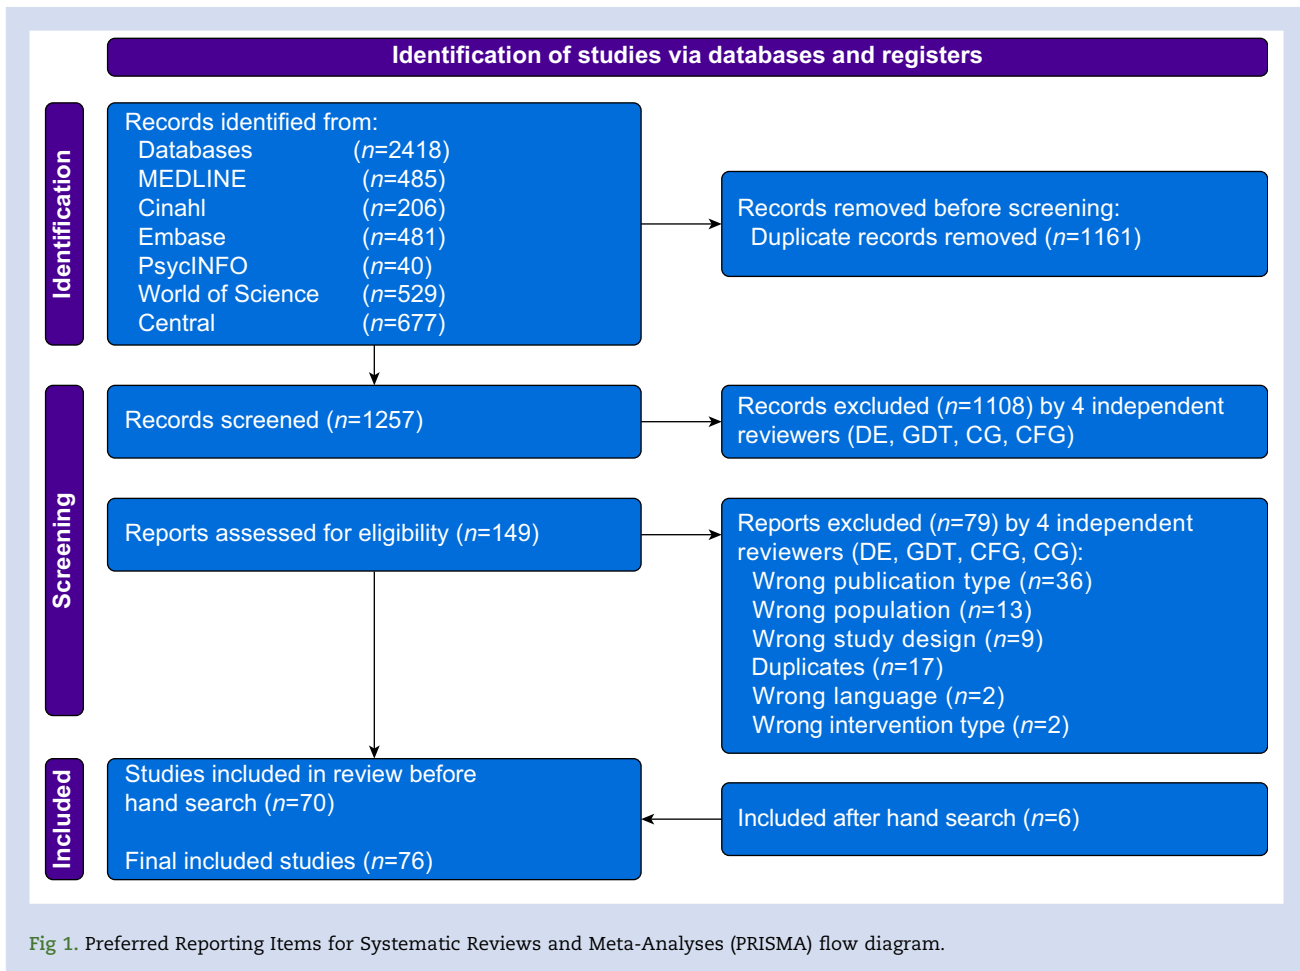 Identification of studies via databases and registers
Identification
Records identified from:
Databases (n=2418)
MEDLINE (n=485)
Cinahl (n=206)
Embase (n=481)
PsycINFO (n=40)
World of Science (n=529)
Central (n=677)
Records removed before screening:
Duplicate records removed (n=1161)
Screening
Records screened (n=1257)
Records excluded (n=1108) by 4 independent
reviewers (DE, GDT, CG, CFG)
Reports assessed for eligibility (n=149)
Reports excluded (n=79) by 4 independent
reviewers (DE, GDT, CFG, CG):
Wrong publication type (n=36)
Wrong population (n=13)
Wrong study design (n=9)
Duplicates (n=17)
Wrong language (n=2)
Wrong intervention type (n=2)
Included
Studies included in review before
hand search (n=70)
Final included studies (n=76)
Included after hand search (n=6)
Fig 1. Preferred Reporting Items for Systematic Reviews and Meta-Analyses (PRISMA) flow diagram.